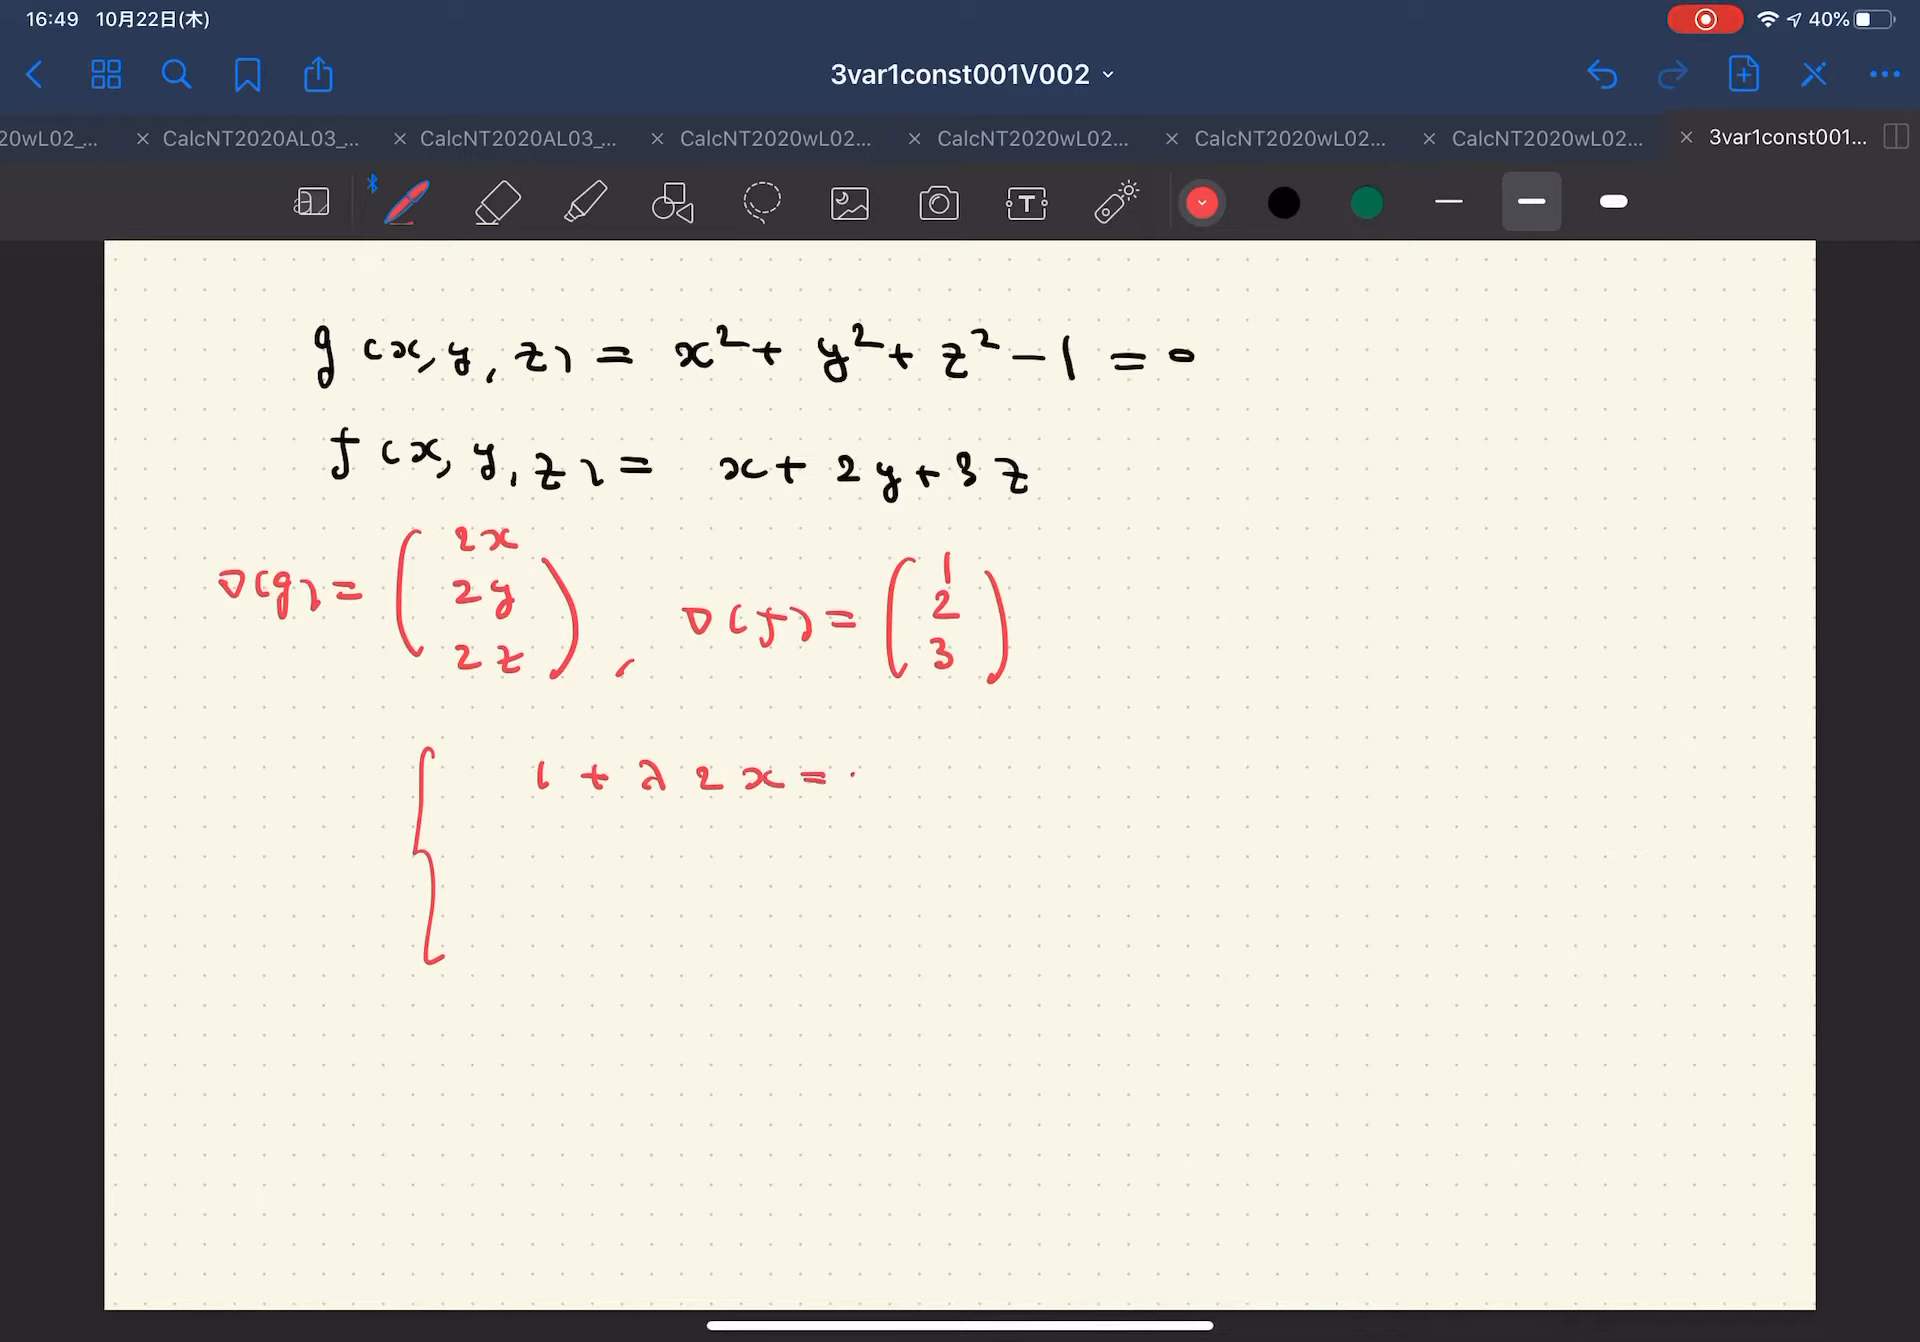 16:49 10月22日(木) 40%
3var1const001V002
20wL02_... CalcNT2020AL03_... CalcNT2020AL03_... CalcNT2020wL02... CalcNT2020wL02... CalcNT2020wL02... CalcNT2020wL02... 3var1const001...
T
g(x, y, z) = x² + y² + z² - 1 = 0
f(x, y, z) = x + 2y + 3z
∇(g) = (2x 2y 2z), ∇(f) = (1 2 3)
{ 1 + λ 2 x = ·